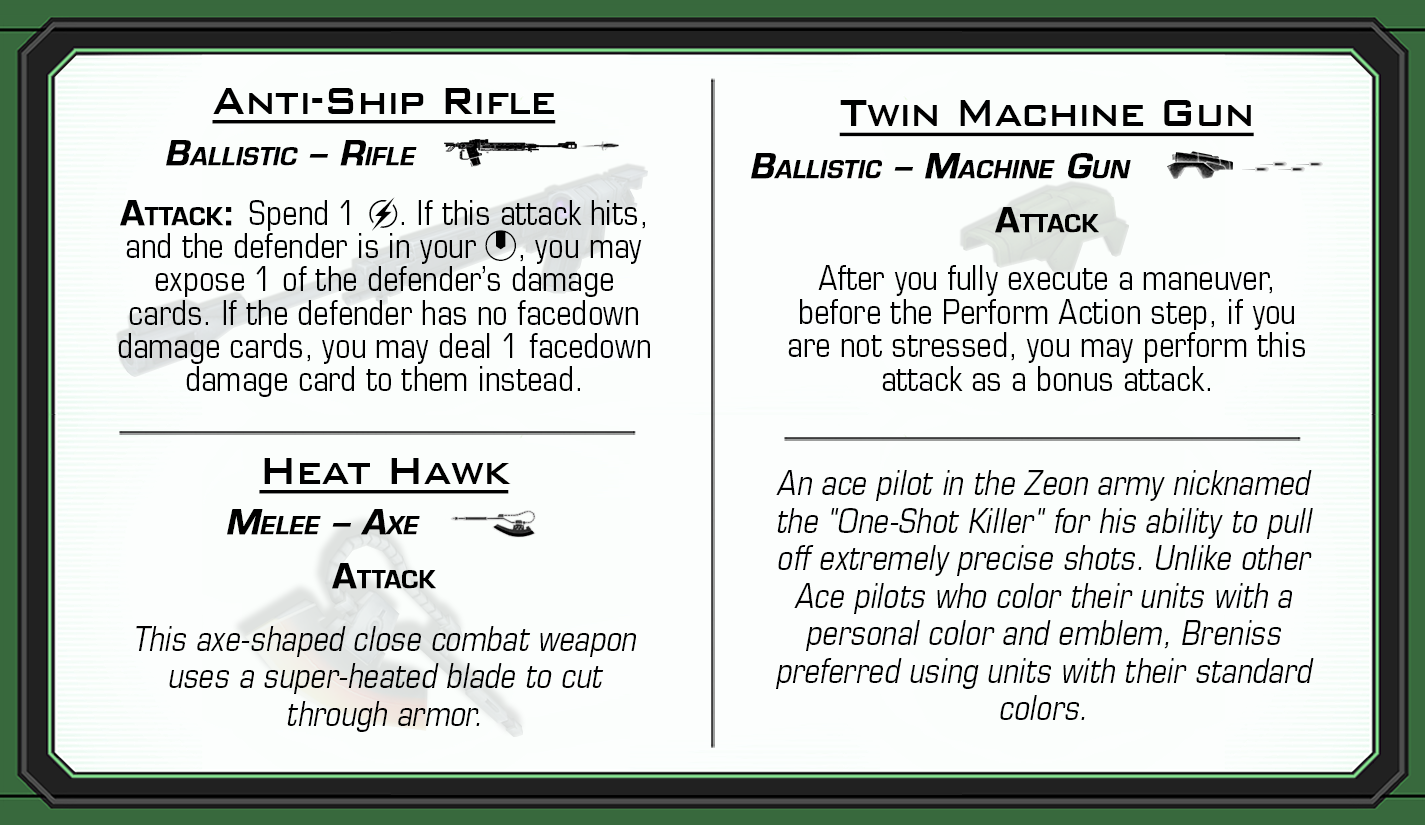 ANTI-SHIP RIFLE
BALLISTIC – RIFLE
ATTACK: Spend 1 . If this attack hits,
and the defender is in your , you may
expose 1 of the defender's damage
cards. If the defender has no facedown
damage cards, you may deal 1 facedown
damage card to them instead.
HEAT HAWK
MELEE – AXE
ATTACK
This axe-shaped close combat weapon
uses a super-heated blade to cut
through armor.
TWIN MACHINE GUN
BALLISTIC – MACHINE GUN
ATTACK
After you fully execute a maneuver,
before the Perform Action step, if you
are not stressed, you may perform this
attack as a bonus attack.
An ace pilot in the Zeon army nicknamed
the "One-Shot Killer" for his ability to pull
off extremely precise shots. Unlike other
Ace pilots who color their units with a
personal color and emblem, Breniss
preferred using units with their standard
colors.